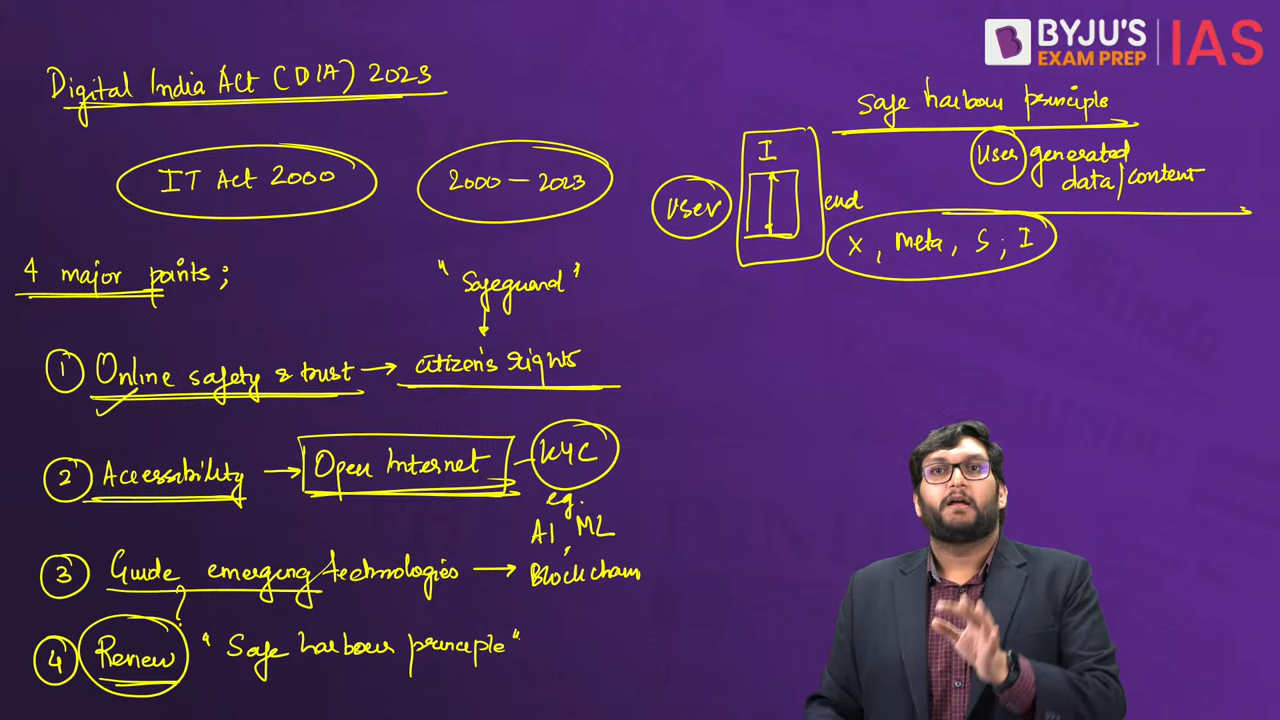 BYJU'S
EXAM PREP
IAS
Digital India Act (DIA) 2023
IT Act 2000
2000 - 2023
4 major points;
"Safeguard"
1 Online safety & trust → citizen's rights
2 Accessibility → Open Internet - KYC
eg.
AI, ML
3 Guide emerging technologies → Blockchain
?
4 Renew "Safe harbour principle"
Safe harbour principle
User generated
data/content
User
I
end
X, Meta, S, I